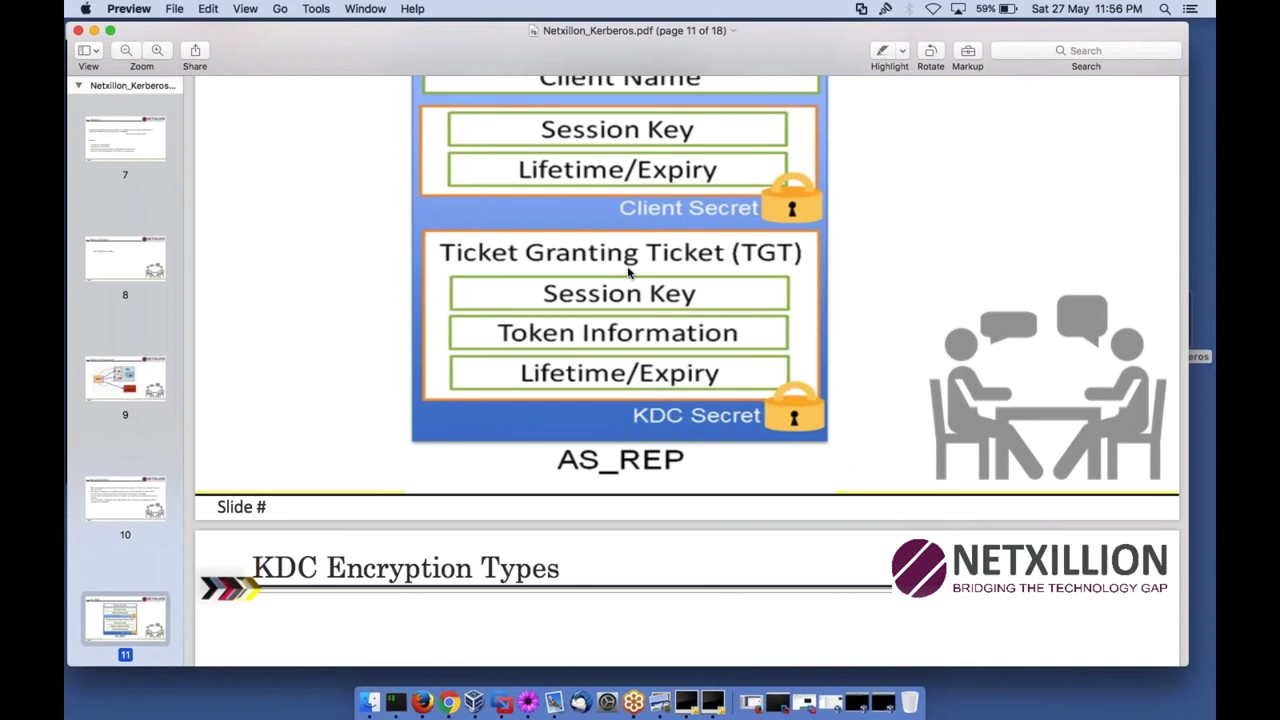 Preview File Edit View Go Tools Window Help 59% Sat 27 May 11:56 PM
Netxillon_Kerberos.pdf (page 11 of 18)
View Zoom Share Highlight Rotate Markup Search
Search
Netxillon_Kerberos...
7
8
9
10
11
Client Name
Session Key
Lifetime/Expiry
Client Secret
Ticket Granting Ticket (TGT)
Session Key
Token Information
Lifetime/Expiry
KDC Secret
AS_REP
Slide #
KDC Encryption Types
NETXILLION
BRIDGING THE TECHNOLOGY GAP
eros